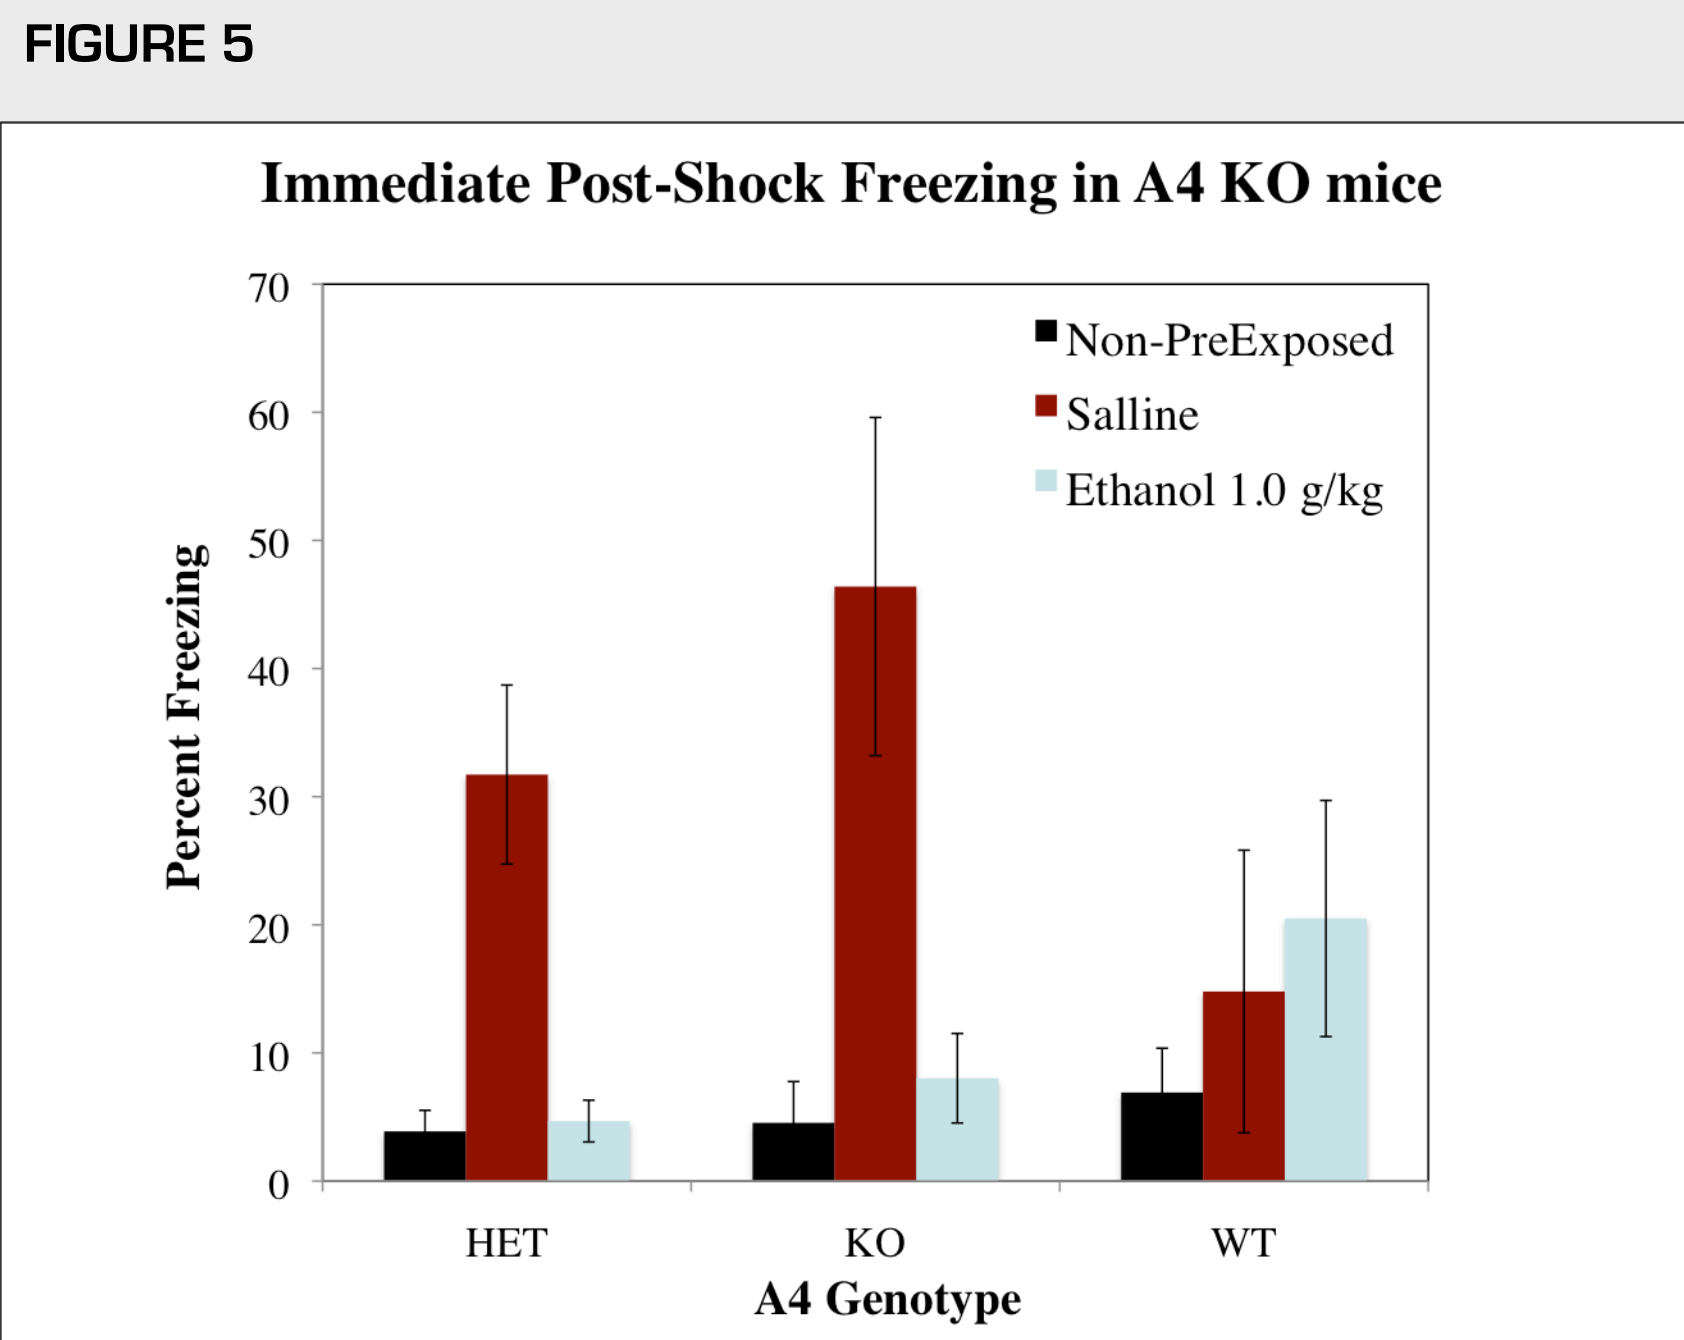 FIGURE 5
Immediate Post-Shock Freezing in A4 KO mice
70
60
50
40
30
20
10
0
Percent Freezing
Non-PreExposed
Salline
Ethanol 1.0 g/kg
HET
KO
WT
A4 Genotype